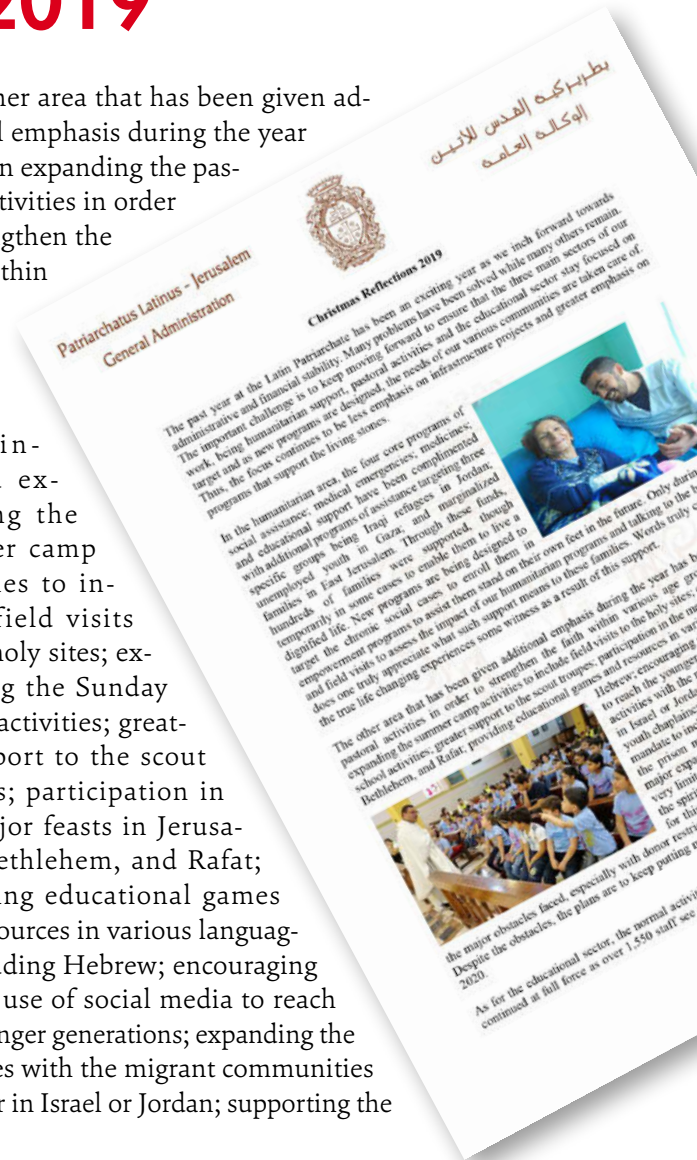 2019
her area that has been given ad-
l emphasis during the year
n expanding the pas-
tivities in order
gthen the
thin
in-
ex-
ng the
er camp
es to in-
field visits
holy sites; ex-
g the Sunday
activities; great-
port to the scout
s; participation in
jor feasts in Jerusa-
ethlehem, and Rafat;
ing educational games
ources in various languag-
ding Hebrew; encouraging
use of social media to reach
nger generations; expanding the
es with the migrant communities
r in Israel or Jordan; supporting the
بطريركية القدس للاتين
الوكالة العامة
Patriarchatus Latinus - Jerusalem
General Administration
Christmas Reflections 2019
The past year at the Latin Patriarchate has been an exciting year as we inch forward towards
administrative and financial stability. Many problems have been solved while many others remain.
The important challenge is to keep moving forward to ensure that the three main sectors of our
work, being humanitarian support, pastoral activities and the educational sector stay focused on
target and as new programs are designed, the needs of our various communities are taken care of.
Thus, the focus continues to be less emphasis on infrastructure projects and greater emphasis on
programs that support the living stones.
In the humanitarian area, the four core programs of
social assistance; medical emergencies; medicines;
and educational support have been complimented
with additional programs of assistance targeting three
specific groups being Iraqi refugees in Jordan;
unemployed youth in Gaza; and marginalized
families in East Jerusalem. Through these funds,
hundreds of families were supported, though
temporarily in some cases to enable them to live a
dignified life. New programs are being designed to
target the chronic social cases to enroll them in
empowerment programs to assist them stand on their own feet in the future. Only during
and field visits to assess the impact of our humanitarian programs and talking to the
does one truly appreciate what such support means to these families. Words truly
the true life changing experiences some witness as a result of this support.
The other area that has been given additional emphasis during the year has
pastoral activities in order to strengthen the faith within various age
expanding the summer camp activities to include field visits to the holy sites;
school activities; greater support to the scout troupes; participation in the
Bethlehem, and Rafat; providing educational games and resources in vari
Hebrew; encouraging
to reach the younger
activities with the
in Israel or Jorda
youth chaplain
mandate to inc
the prison
major exp
very limi
the spiri
for thi
the major obstacles faced, especially with donor restri
Despite the obstacles, the plans are to keep putting
2020.
As for the educational sector, the normal activit
continued at full force as over 1,550 staff se